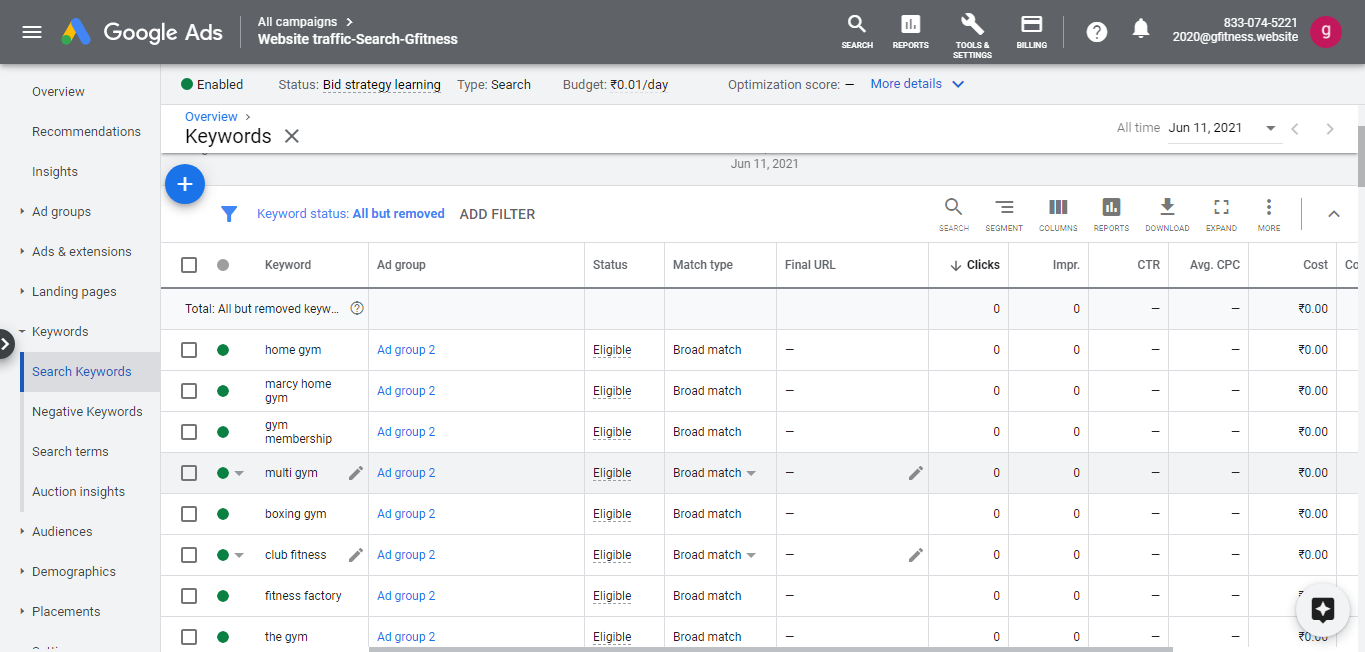 Google Ads
All campaigns
Website traffic-Search-Gfitness
SEARCH
REPORTS
TOOLS &
SETTINGS
BILLING
833-074-5221
2020@gfitness.website
g
Overview
Recommendations
Insights
Ad groups
Ads & extensions
Landing pages
Keywords
Search Keywords
Negative Keywords
Search terms
Auction insights
Audiences
Demographics
Placements
Enabled Status: Bid strategy learning Type: Search Budget: ₹0.01/day Optimization score: — More details
Overview
Keywords
All time Jun 11, 2021
Jun 11, 2021
Keyword status: All but removed ADD FILTER
SEARCH SEGMENT COLUMNS REPORTS DOWNLOAD EXPAND MORE
Keyword Ad group Status Match type Final URL Clicks Impr. CTR Avg. CPC Cost Co
Total: All but removed keyw... 0 0 — — ₹0.00
home gym Ad group 2 Eligible Broad match — 0 0 — — ₹0.00
marcy home
gym Ad group 2 Eligible Broad match — 0 0 — — ₹0.00
gym
membership Ad group 2 Eligible Broad match — 0 0 — — ₹0.00
multi gym Ad group 2 Eligible Broad match — 0 0 — — ₹0.00
boxing gym Ad group 2 Eligible Broad match — 0 0 — — ₹0.00
club fitness Ad group 2 Eligible Broad match — 0 0 — — ₹0.00
fitness factory Ad group 2 Eligible Broad match — 0 0 — —
the gym Ad group 2 Eligible Broad match — 0 0 — — ₹0.00